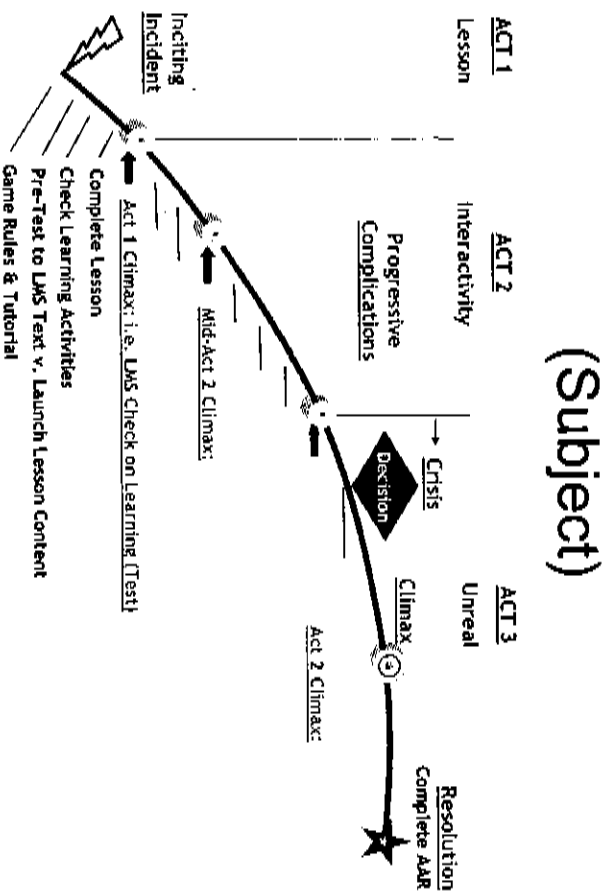 (Subject)
ACT 1
Lesson
ACT 2
Interactivity
ACT 3
Unreal
Progressive
Complications
Crisis
Decision
Climax
Resolution
Complete AAR
Inciting
Incident
Act 2 Climax:
Mid-Act 2 Climax:
Act 1 Climax: i.e. LMS Check on Learning (Test)
Complete Lesson
Check Learning Activities
Pre-Test to LMS Text v. Launch Lesson Content
Game Rules & Tutorial